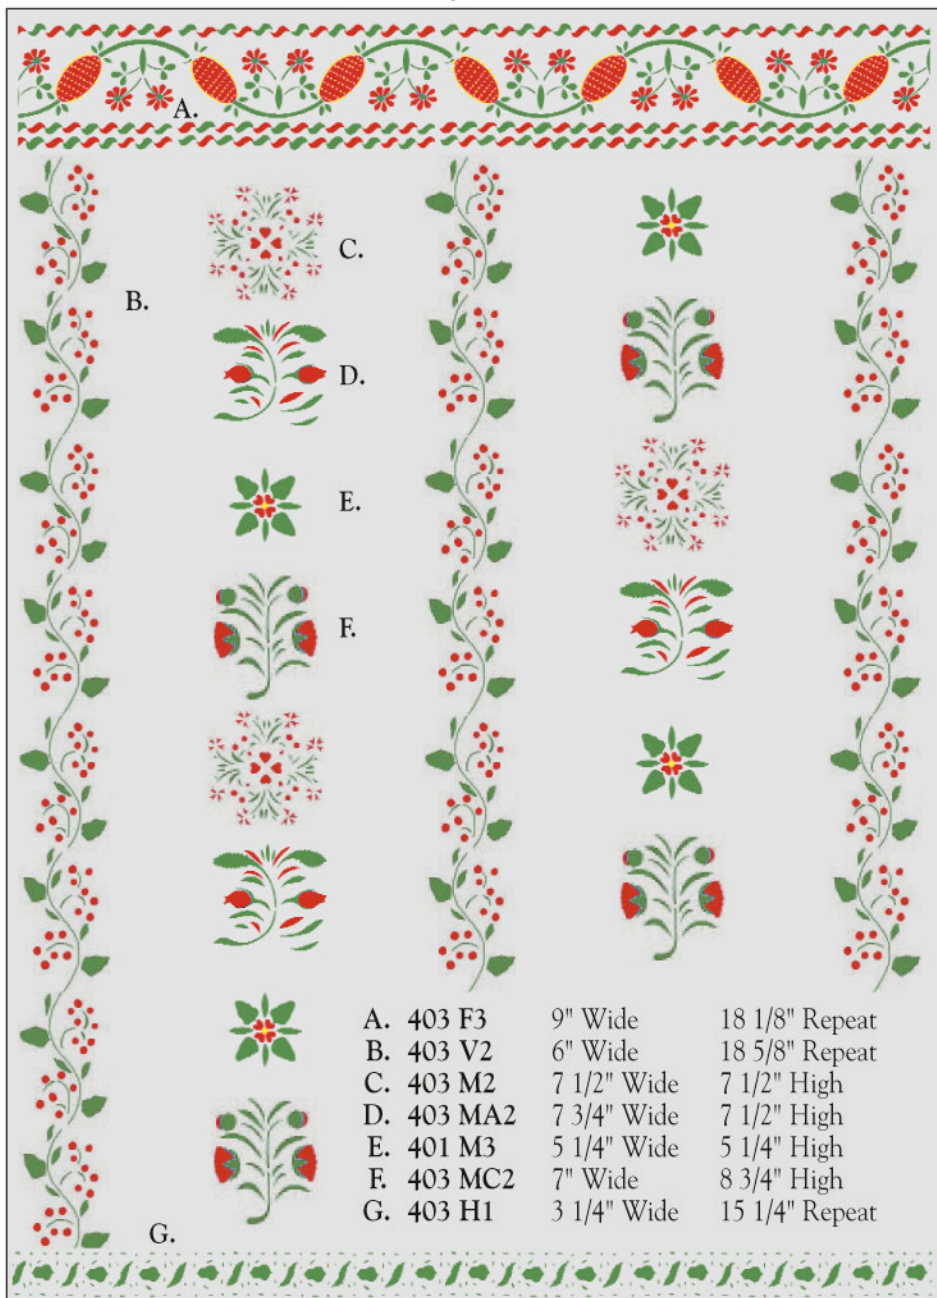 A.
C.
B.
D.
E.
F.
A. 403 F3 9" Wide 18 1/8" Repeat
B. 403 V2 6" Wide 18 5/8" Repeat
C. 403 M2 7 1/2" Wide 7 1/2" High
D. 403 MA2 7 3/4" Wide 7 1/2" High
E. 401 M3 5 1/4" Wide 5 1/4" High
F. 403 MC2 7" Wide 8 3/4" High
G. 403 H1 3 1/4" Wide 15 1/4" Repeat
G.